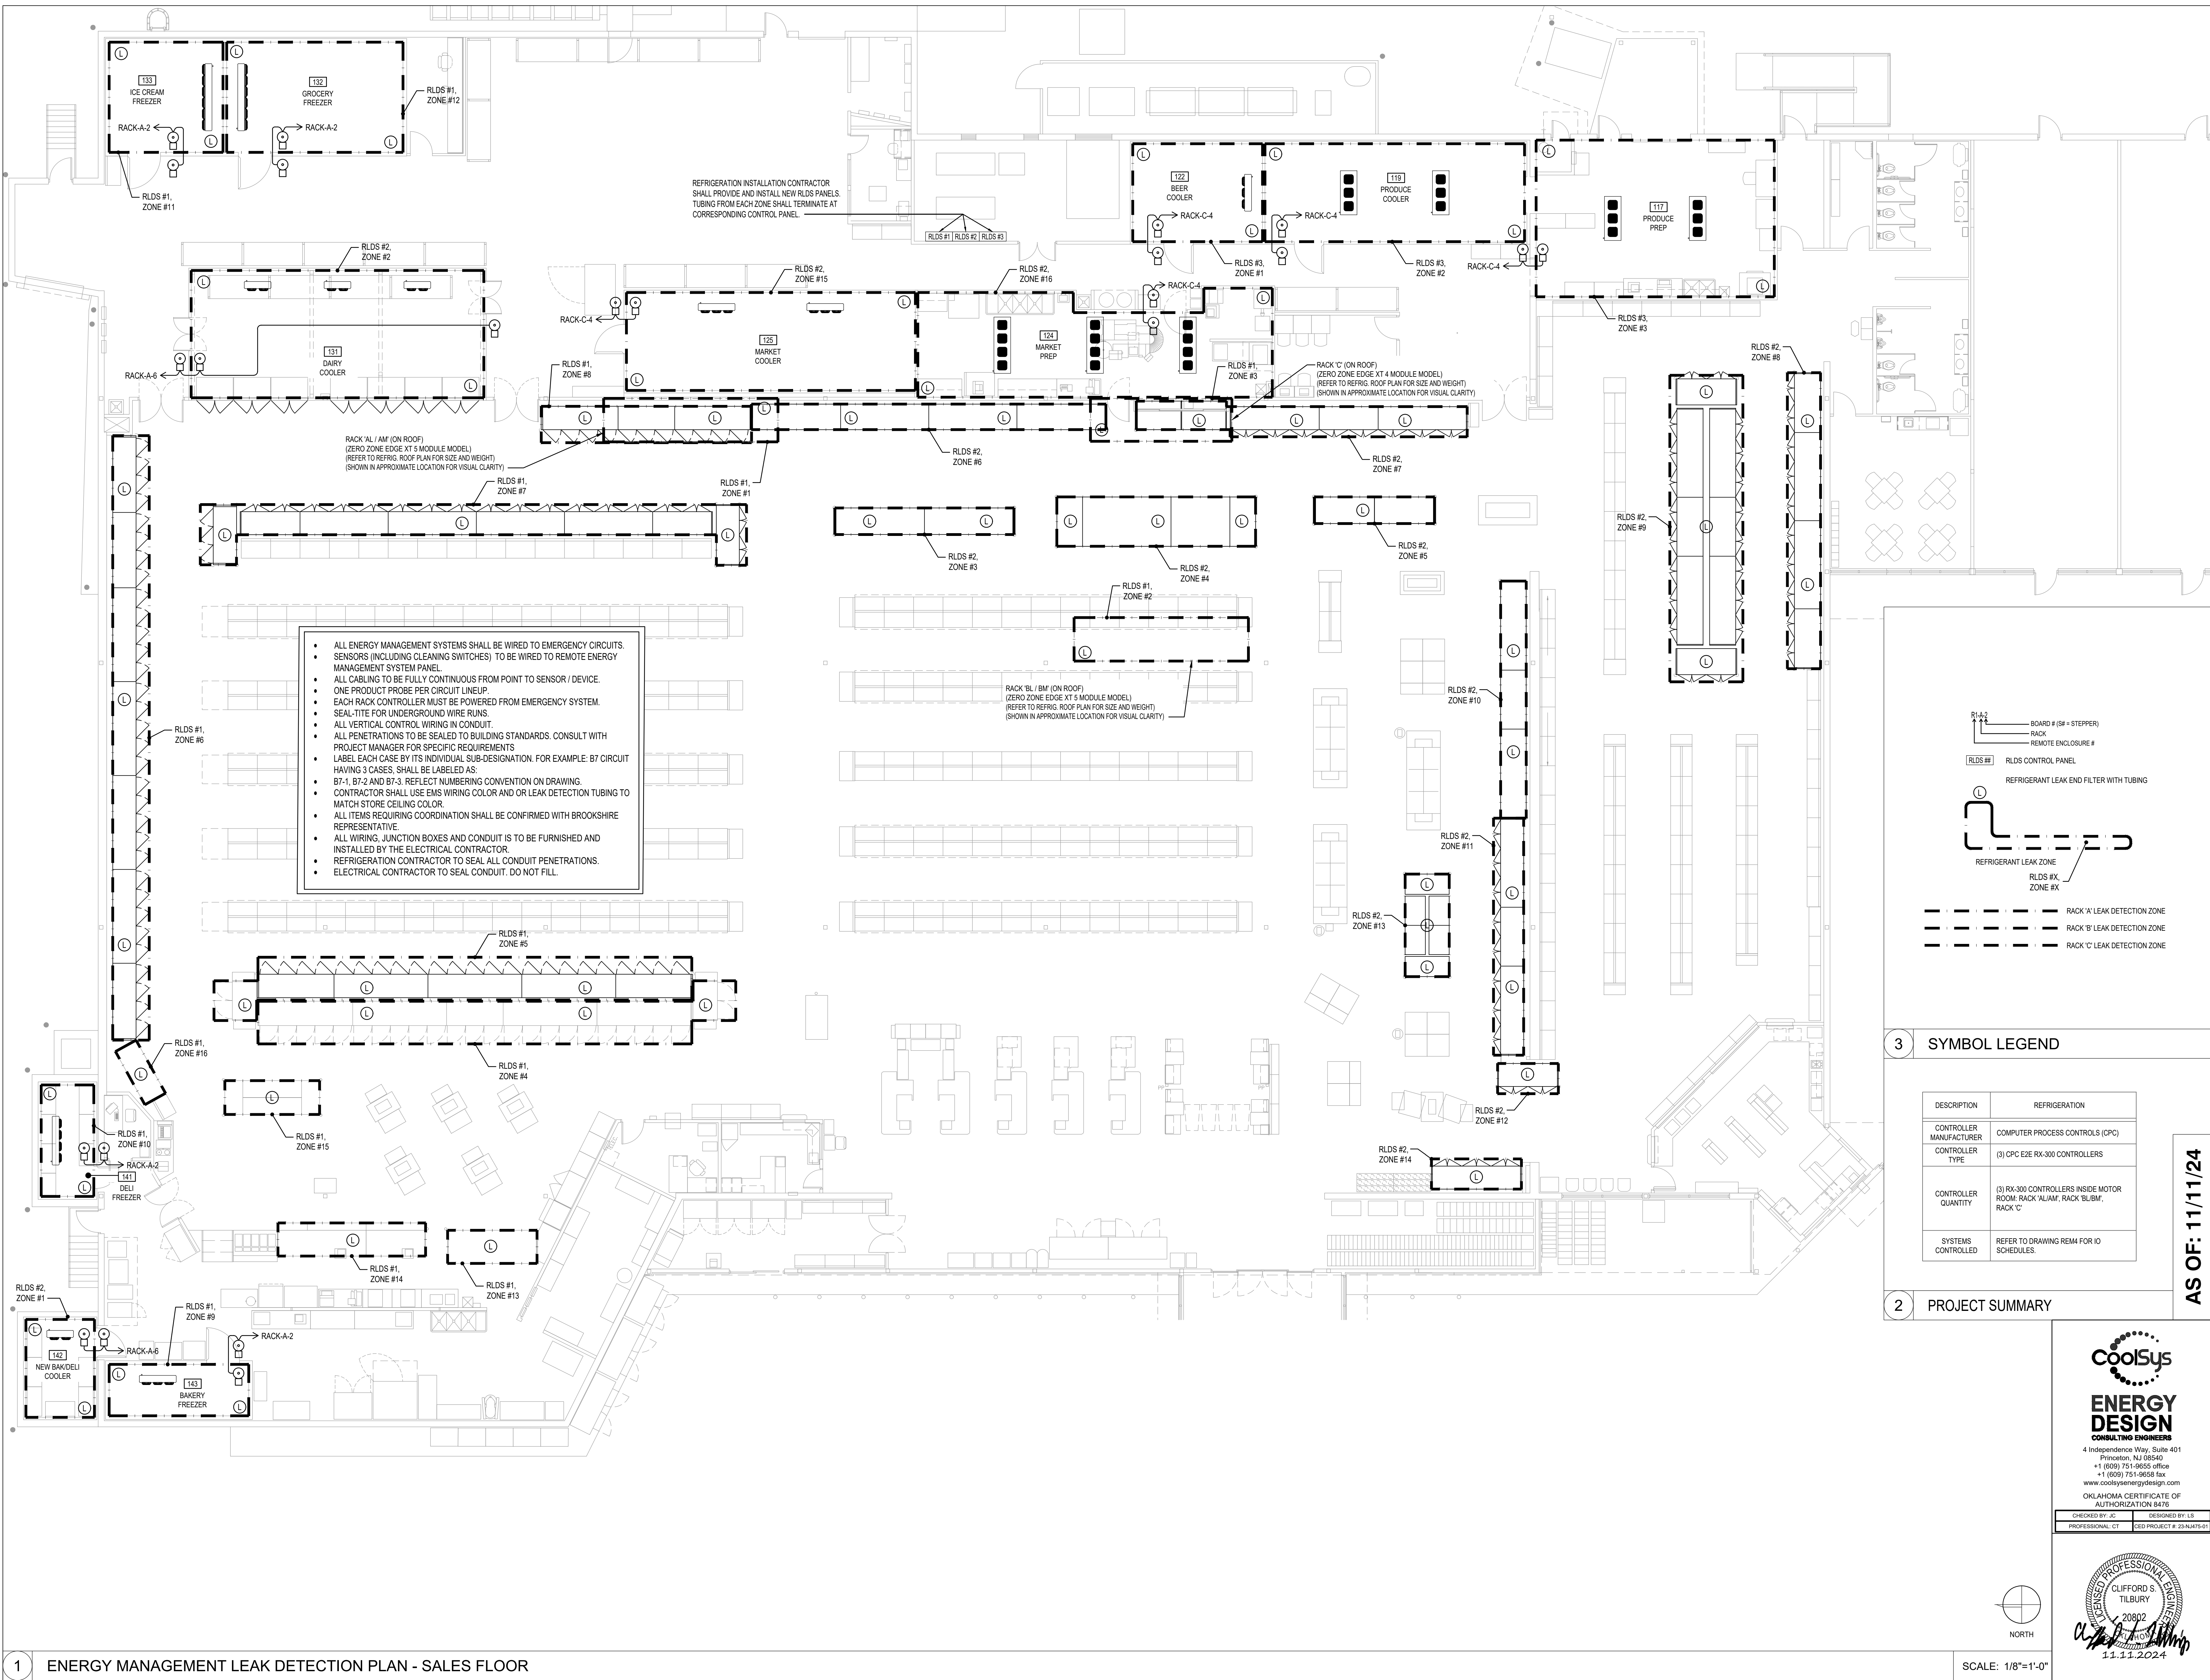 L
L
133
ICE CREAM
FREEZER
132
GROCERY
FREEZER
RLDS #1,
ZONE #12
RACK-A-2
RACK-A-2
L
L
RLDS #1,
ZONE #11
REFRIGERATION INSTALLATION CONTRACTOR
SHALL PROVIDE AND INSTALL NEW RLDS PANELS.
TUBING FROM EACH ZONE SHALL TERMINATE AT
CORRESPONDING CONTROL PANEL.
RLDS #1 RLDS #2 RLDS #3
L
122
BEER
COOLER
RACK-C-4
L
L
119
PRODUCE
COOLER
RACK-C-4
L
L
117
PRODUCE
PREP
L
RLDS #3,
ZONE #1
RLDS #3,
ZONE #2
RACK-C-4
RLDS #3,
ZONE #3
RLDS #2,
ZONE #2
L
131
DAIRY
COOLER
L
RACK-A-6
RLDS #2,
ZONE #15
L
RACK-C-4
125
MARKET
COOLER
L
RLDS #2,
ZONE #16
RACK-C-4
L
124
MARKET
PREP
L
RLDS #1,
ZONE #8
RLDS #1,
ZONE #3
RACK 'C' (ON ROOF)
(ZERO ZONE EDGE XT 4 MODULE MODEL)
(REFER TO REFRIG. ROOF PLAN FOR SIZE AND WEIGHT)
(SHOWN IN APPROXIMATE LOCATION FOR VISUAL CLARITY)
RLDS #2,
ZONE #8
L
L
L
L
L
L
L
L
L
L
RACK 'AL / AM' (ON ROOF)
(ZERO ZONE EDGE XT 5 MODULE MODEL)
(REFER TO REFRIG. ROOF PLAN FOR SIZE AND WEIGHT)
(SHOWN IN APPROXIMATE LOCATION FOR VISUAL CLARITY)
RLDS #1,
ZONE #7
RLDS #1,
ZONE #1
RLDS #2,
ZONE #6
RLDS #2,
ZONE #7
L
L
L
L
L
L
RLDS #2,
ZONE #3
L
L
L
RLDS #2,
ZONE #4
L
RLDS #2,
ZONE #5
RLDS #2,
ZONE #9
L
L
L
L
L
RLDS #1,
ZONE #2
L
RACK 'BL / BM' (ON ROOF)
(ZERO ZONE EDGE XT 5 MODULE MODEL)
(REFER TO REFRIG. ROOF PLAN FOR SIZE AND WEIGHT)
(SHOWN IN APPROXIMATE LOCATION FOR VISUAL CLARITY)
• ALL ENERGY MANAGEMENT SYSTEMS SHALL BE WIRED TO EMERGENCY CIRCUITS.
• SENSORS (INCLUDING CLEANING SWITCHES) TO BE WIRED TO REMOTE ENERGY
MANAGEMENT SYSTEM PANEL.
• ALL CABLING TO BE FULLY CONTINUOUS FROM POINT TO SENSOR / DEVICE.
• ONE PRODUCT PROBE PER CIRCUIT LINEUP.
• EACH RACK CONTROLLER MUST BE POWERED FROM EMERGENCY SYSTEM.
• SEAL-TITE FOR UNDERGROUND WIRE RUNS.
• ALL VERTICAL CONTROL WIRING IN CONDUIT.
• ALL PENETRATIONS TO BE SEALED TO BUILDING STANDARDS. CONSULT WITH
PROJECT MANAGER FOR SPECIFIC REQUIREMENTS
• LABEL EACH CASE BY ITS INDIVIDUAL SUB-DESIGNATION. FOR EXAMPLE: B7 CIRCUIT
HAVING 3 CASES, SHALL BE LABELED AS:
• B7-1, B7-2 AND B7-3. REFLECT NUMBERING CONVENTION ON DRAWING.
• CONTRACTOR SHALL USE EMS WIRING COLOR AND OR LEAK DETECTION TUBING TO
MATCH STORE CEILING COLOR.
• ALL ITEMS REQUIRING COORDINATION SHALL BE CONFIRMED WITH BROOKSHIRE
REPRESENTATIVE.
• ALL WIRING, JUNCTION BOXES AND CONDUIT IS TO BE FURNISHED AND
INSTALLED BY THE ELECTRICAL CONTRACTOR.
• REFRIGERATION CONTRACTOR TO SEAL ALL CONDUIT PENETRATIONS.
• ELECTRICAL CONTRACTOR TO SEAL CONDUIT. DO NOT FILL.
L
RLDS #1,
ZONE #6
L
L
RLDS #2,
ZONE #10
L
RLDS #2,
ZONE #11
L
L
RLDS #2,
ZONE #13
L
L
L
RLDS #1,
ZONE #5
L
L
L
L
L
L
RLDS #1,
ZONE #4
RLDS #1,
ZONE #16
L
L
RLDS #2,
ZONE #12
L
RLDS #1,
ZONE #15
L
RLDS #1,
ZONE #10
RACK-A-2
141
DELI
FREEZER
L
RLDS #2,
ZONE #14
L
L
RLDS #1,
ZONE #14
L
RLDS #1,
ZONE #13
RLDS #2,
ZONE #1
L
142
NEW BAK/DELI
COOLER
L
RACK-A-6
RLDS #1,
ZONE #9
RACK-A-2
L
143
BAKERY
FREEZER
L
R1-A-2
BOARD # (S# = STEPPER)
RACK
REMOTE ENCLOSURE #
RLDS ## RLDS CONTROL PANEL
REFRIGERANT LEAK END FILTER WITH TUBING
L
REFRIGERANT LEAK ZONE
RLDS #X,
ZONE #X
RACK 'A' LEAK DETECTION ZONE
RACK 'B' LEAK DETECTION ZONE
RACK 'C' LEAK DETECTION ZONE
3 SYMBOL LEGEND
DESCRIPTION REFRIGERATION
CONTROLLER
MANUFACTURER COMPUTER PROCESS CONTROLS (CPC)
CONTROLLER
TYPE (3) CPC E2E RX-300 CONTROLLERS
CONTROLLER
QUANTITY
(3) RX-300 CONTROLLERS INSIDE MOTOR
ROOM: RACK 'AL/AM', RACK 'BL/BM',
RACK 'C'.
SYSTEMS
CONTROLLED
REFER TO DRAWING REM4 FOR IO
SCHEDULES.
AS OF: 11/11/24
2 PROJECT SUMMARY
CoolSys
ENERGY
DESIGN
CONSULTING ENGINEERS
4 Independence Way, Suite 401
Princeton, NJ 08540
+1 (609) 751-9655 office
+1 (609) 751-9658 fax
www.coolsysenergydesign.com
OKLAHOMA CERTIFICATE OF
AUTHORIZATION 8476
CHECKED BY: JC DESIGNED BY: LS
PROFESSIONAL: CT CED PROJECT #: 23-NJ475-01
LICENSED PROFESSIONAL ENGINEER
CLIFFORD S.
TILBURY
20802
OKLAHOMA
11.11.2024
NORTH
1 ENERGY MANAGEMENT LEAK DETECTION PLAN - SALES FLOOR
SCALE: 1/8"=1'-0"